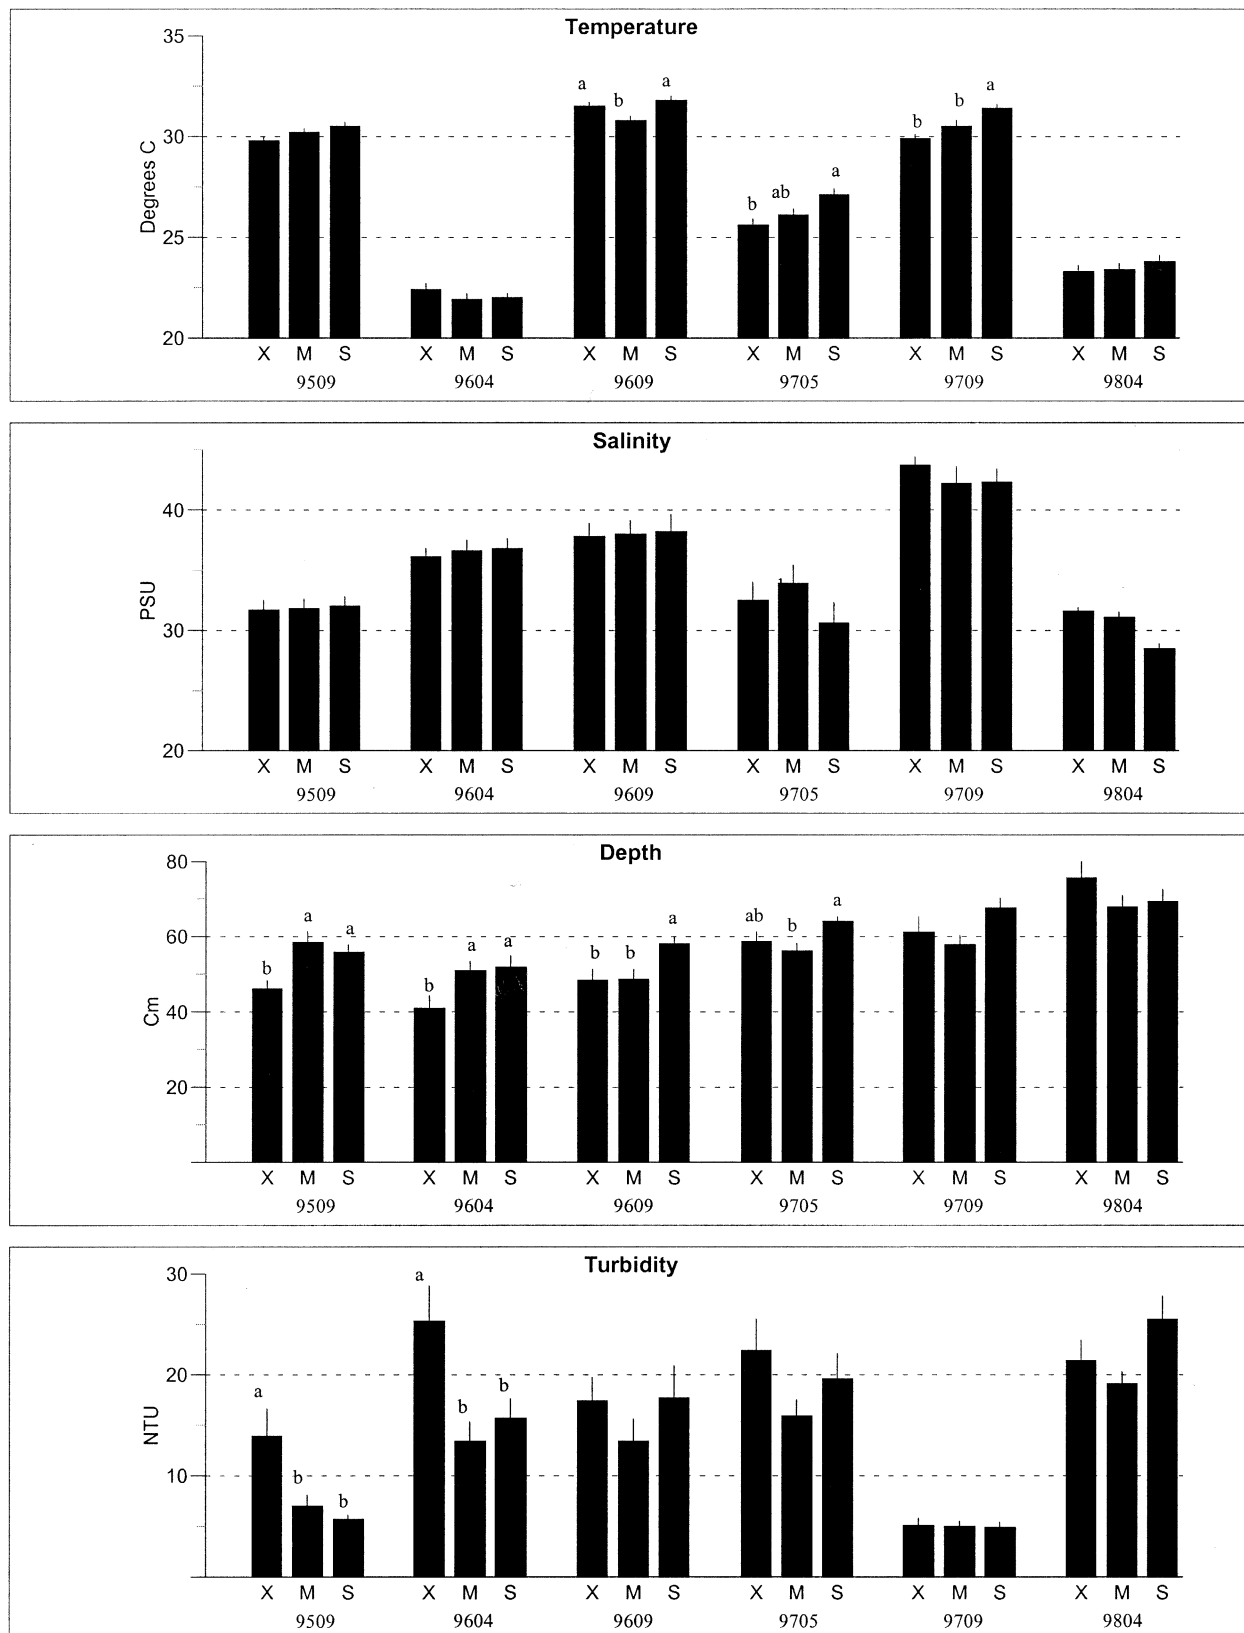 Temperature
35
30
25
20
Degrees C
a b a
b ab a
b b a
X M S X M S X M S X M S X M S X M S
9509 9604 9609 9705 9709 9804
Salinity
40
30
20
PSU
X M S X M S X M S X M S X M S X M S
9509 9604 9609 9705 9709 9804
Depth
80
60
40
20
Cm
b a a
b a a
b b a
ab b a
X M S X M S X M S X M S X M S X M S
9509 9604 9609 9705 9709 9804
Turbidity
30
20
10
NTU
a b b
a b b
X M S X M S X M S X M S X M S X M S
9509 9604 9609 9705 9709 9804